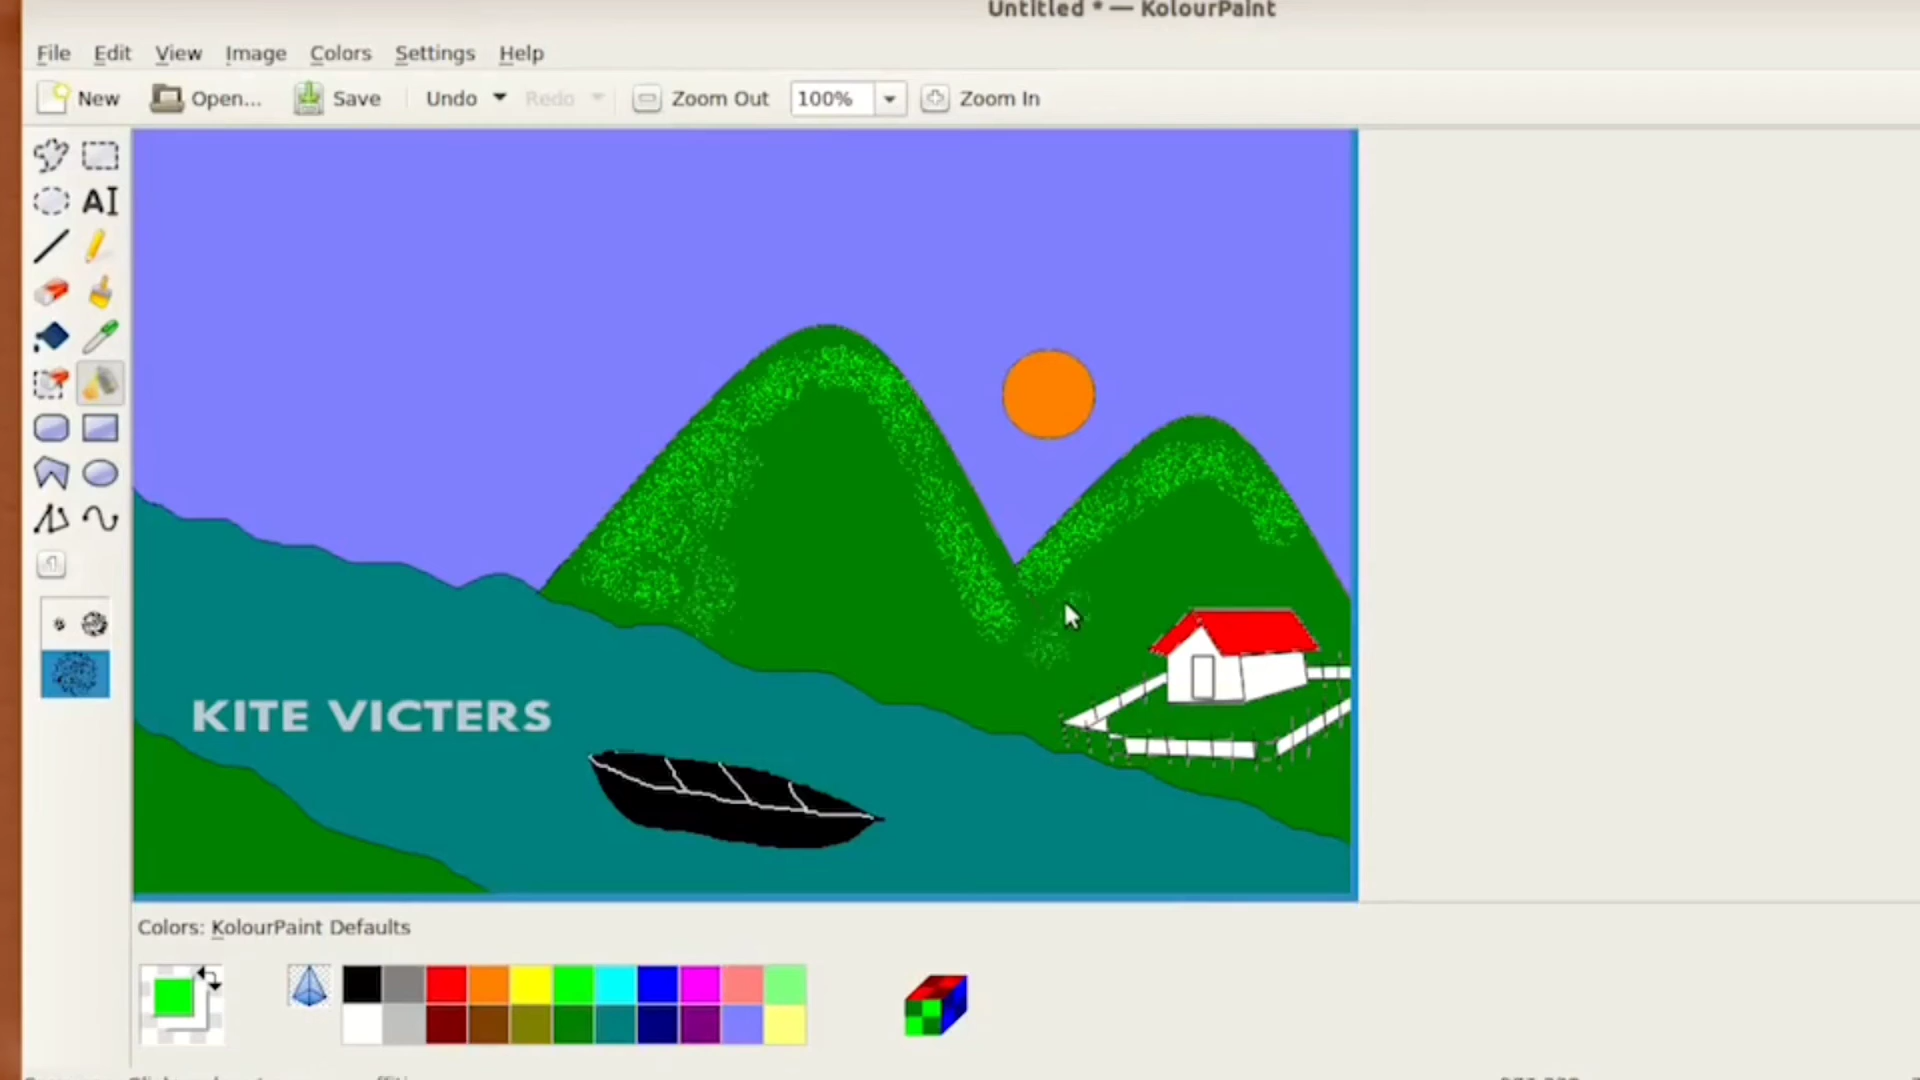 Untitled * — KolourPaint
File Edit View Image Colors Settings Help
New Open... Save Undo Redo Zoom Out 100% Zoom In
AI
KITE VICTERS
Colors: KolourPaint Defaults